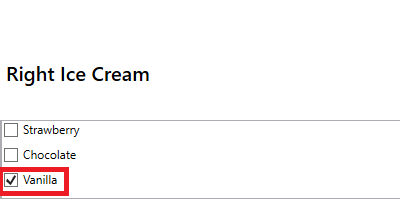 Right Ice Cream
Strawberry
Chocolate
Vanilla